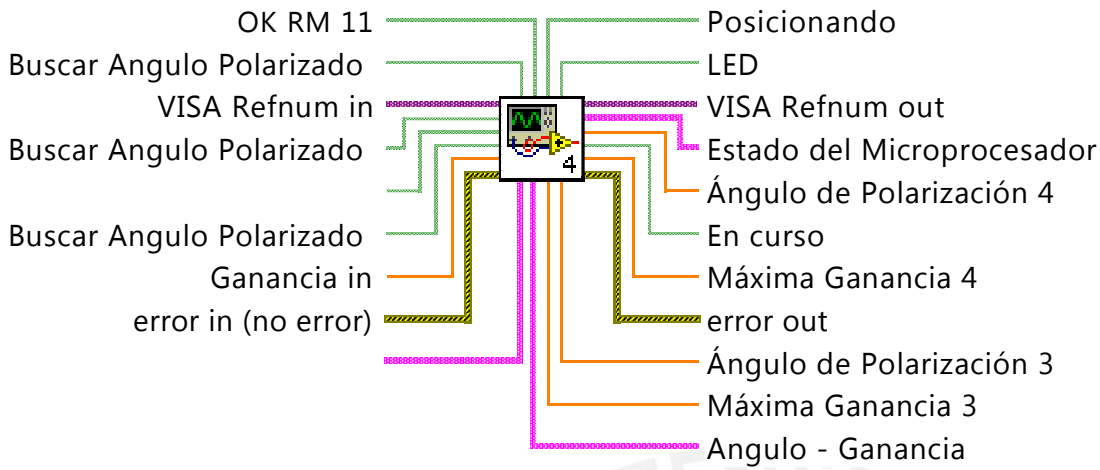 OK RM 11
Posicionando
Buscar Angulo Polarizado
LED
VISA Refnum in
VISA Refnum out
Buscar Angulo Polarizado
Estado del Microprocesador
Ángulo de Polarización 4
Buscar Angulo Polarizado
En curso
Ganancia in
Máxima Ganancia 4
error in (no error)
error out
Ángulo de Polarización 3
Máxima Ganancia 3
Angulo - Ganancia
4